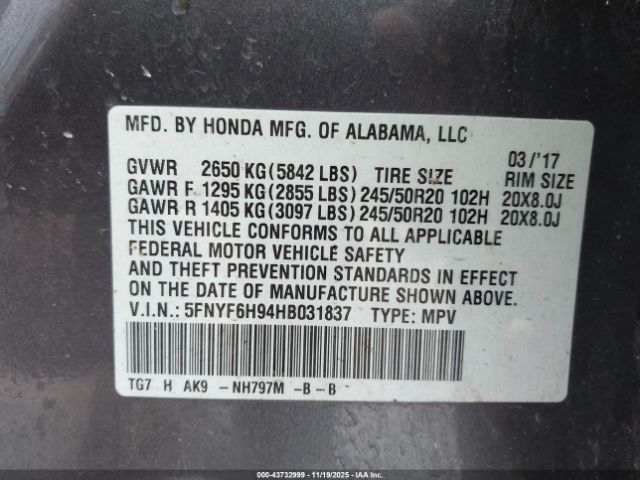 MFD. BY HONDA MFG. OF ALABAMA, LLC
03/'17
GVWR 2650 KG(5842 LBS) TIRE SIZE RIM SIZE
GAWR F 1295 KG(2855 LBS) 245/50R20 102H 20X8.0J
GAWR R 1405 KG(3097 LBS) 245/50R20 102H 20X8.0J
THIS VEHICLE CONFORMS TO ALL APPLICABLE
FEDERAL MOTOR VEHICLE SAFETY
AND THEFT PREVENTION STANDARDS IN EFFECT
ON THE DATE OF MANUFACTURE SHOWN ABOVE.
V.I.N.: 5FNYF6H94HB031837 TYPE: MPV
TG7 H AK9 -NH797M -B-B
000-43732999 - 11/19/2025 - IAA